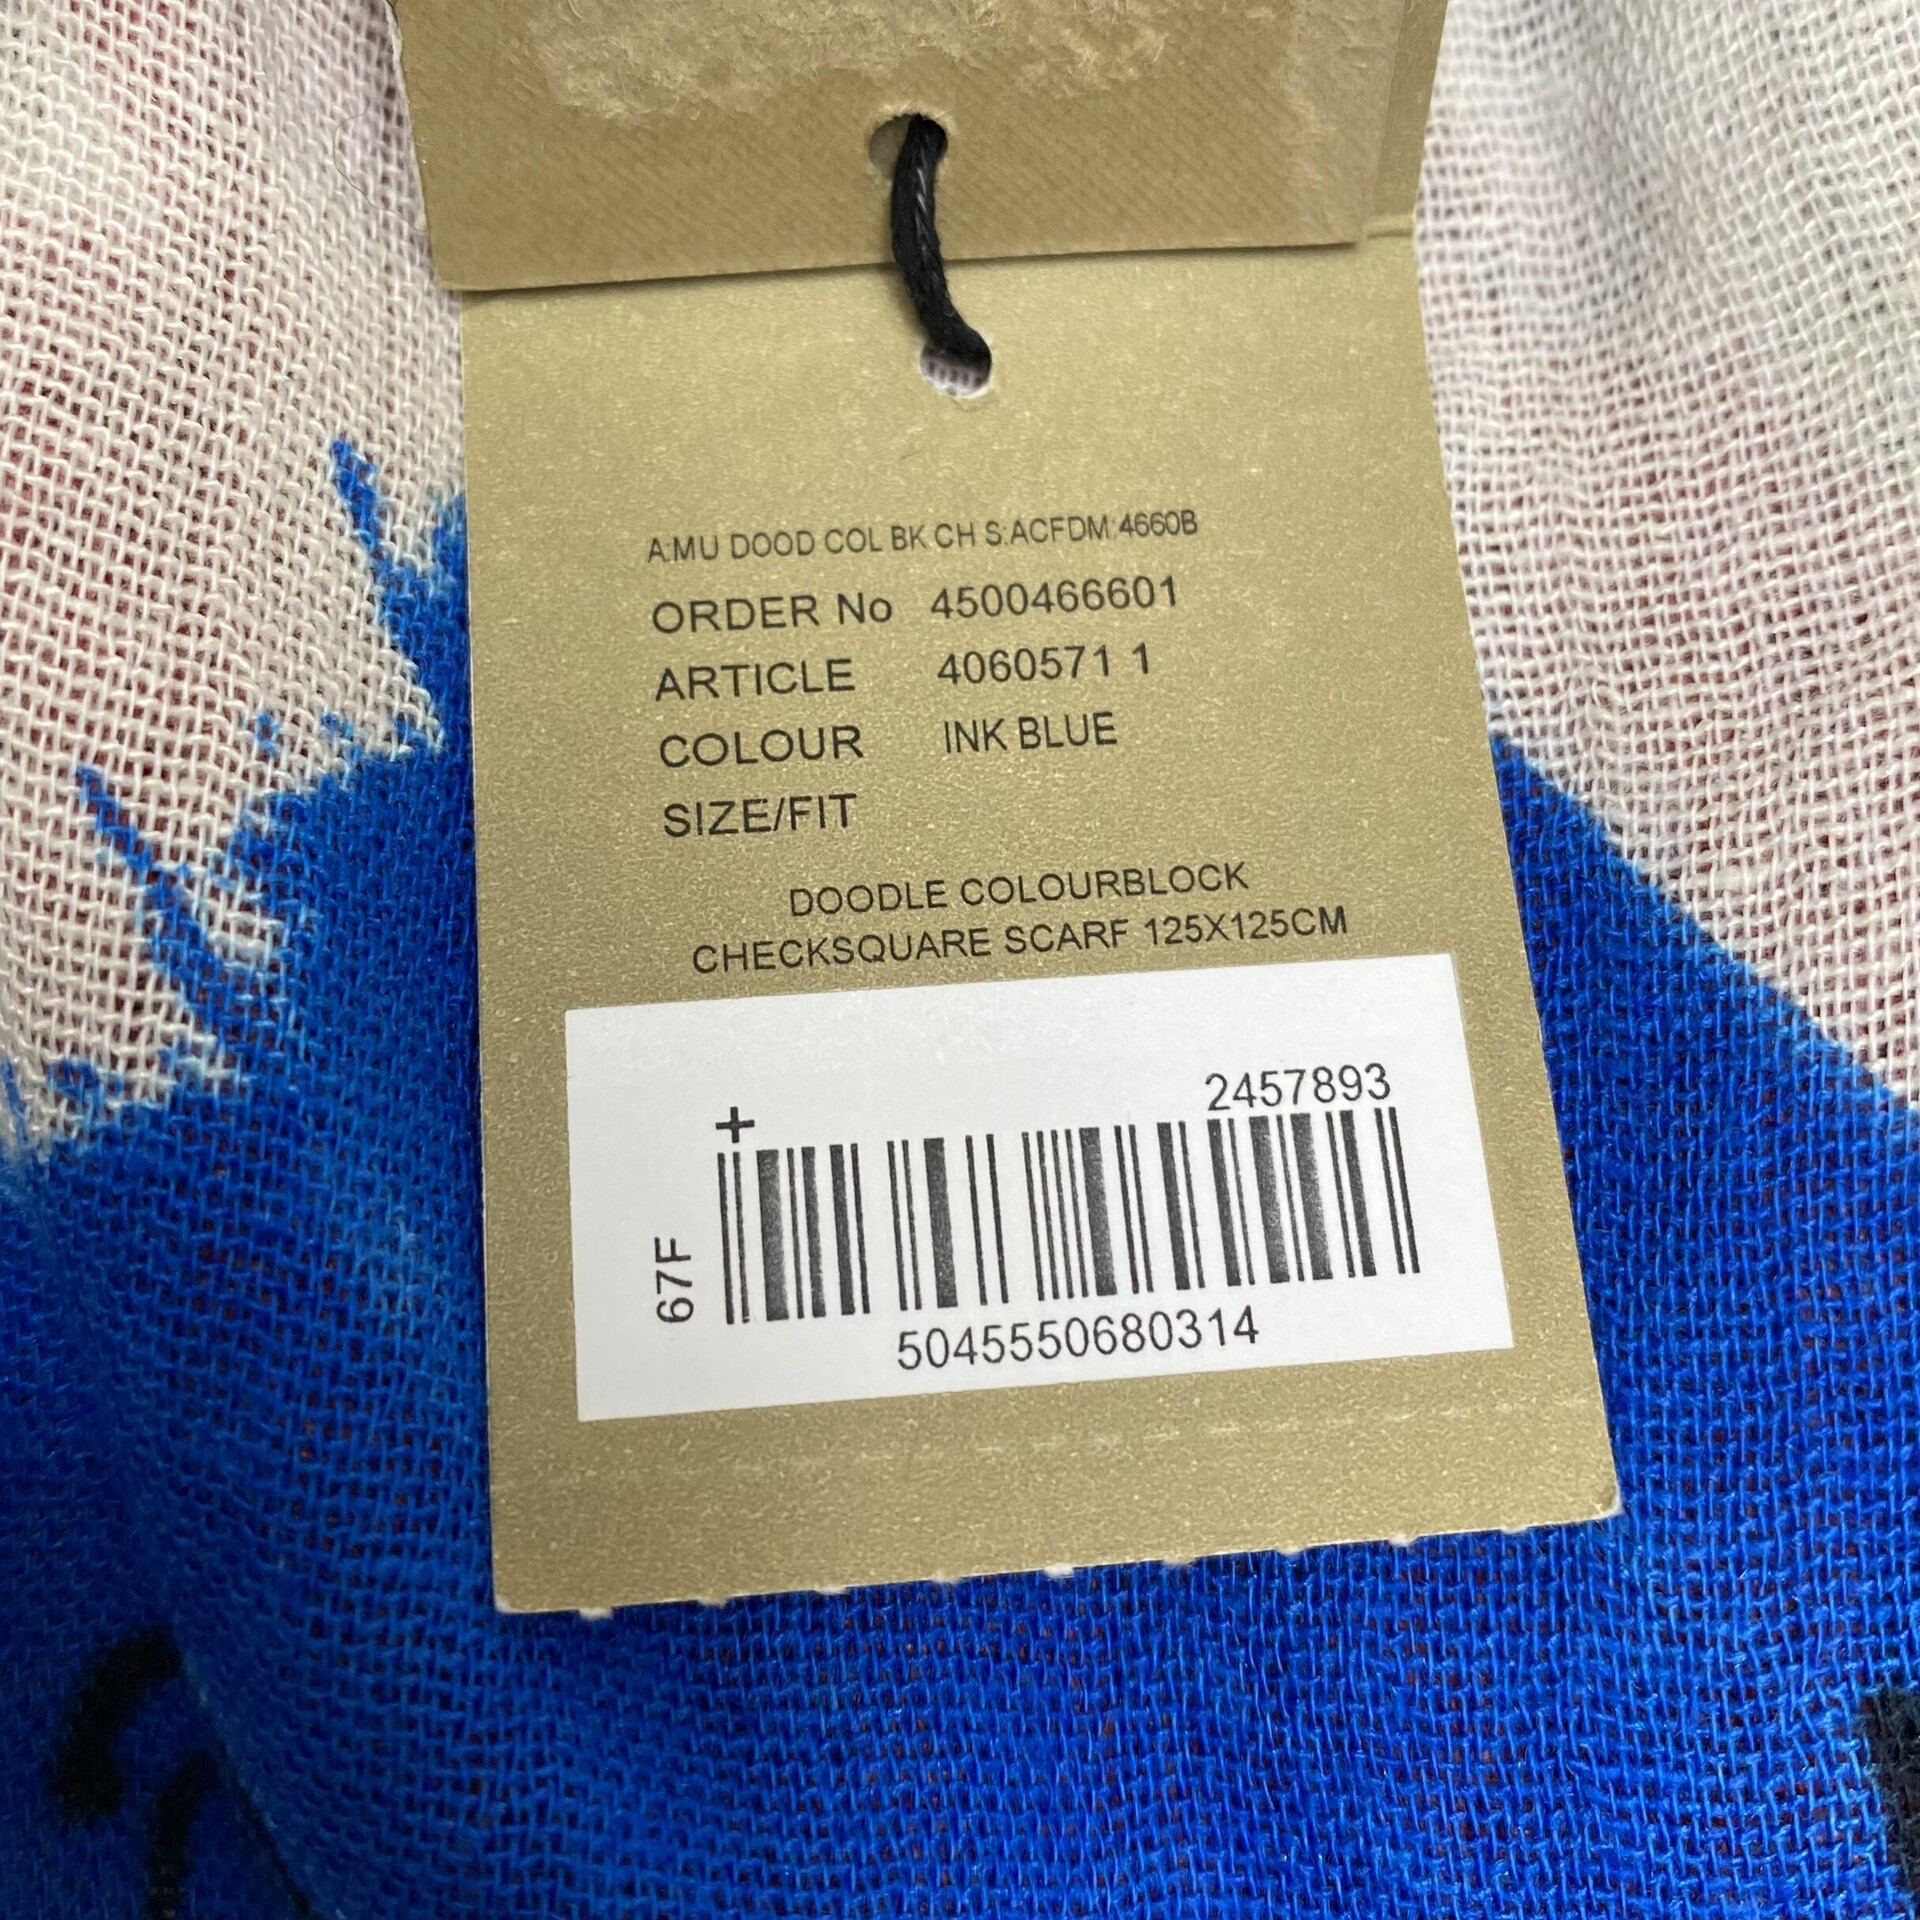 A:MU DOOD COL BK CH S:ACFDM:4660B
ORDER No 4500466601
ARTICLE 4060571 1
COLOUR INK BLUE
SIZE/FIT
DOODLE COLOURBLOCK
CHECKSQUARE SCARF 125X125CM
2457893
+
67F
5045550680314